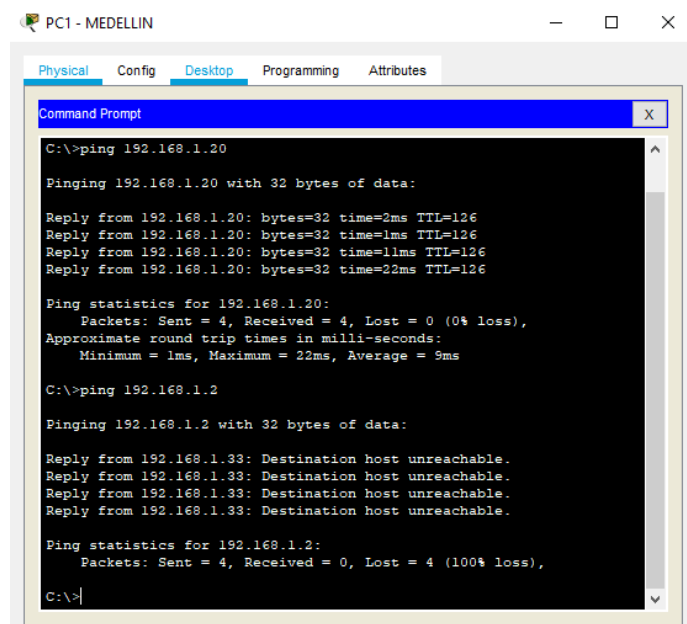 PC1 - MEDELLIN
Physical Config Desktop Programming Attributes
Command Prompt X
C:\>ping 192.168.1.20
Pinging 192.168.1.20 with 32 bytes of data:
Reply from 192.168.1.20: bytes=32 time=2ms TTL=126
Reply from 192.168.1.20: bytes=32 time=1ms TTL=126
Reply from 192.168.1.20: bytes=32 time=11ms TTL=126
Reply from 192.168.1.20: bytes=32 time=22ms TTL=126
Ping statistics for 192.168.1.20:
Packets: Sent = 4, Received = 4, Lost = 0 (0% loss),
Approximate round trip times in milli-seconds:
Minimum = 1ms, Maximum = 22ms, Average = 9ms
C:\>ping 192.168.1.2
Pinging 192.168.1.2 with 32 bytes of data:
Reply from 192.168.1.33: Destination host unreachable.
Reply from 192.168.1.33: Destination host unreachable.
Reply from 192.168.1.33: Destination host unreachable.
Reply from 192.168.1.33: Destination host unreachable.
Ping statistics for 192.168.1.2:
Packets: Sent = 4, Received = 0, Lost = 4 (100% loss),
C:\>